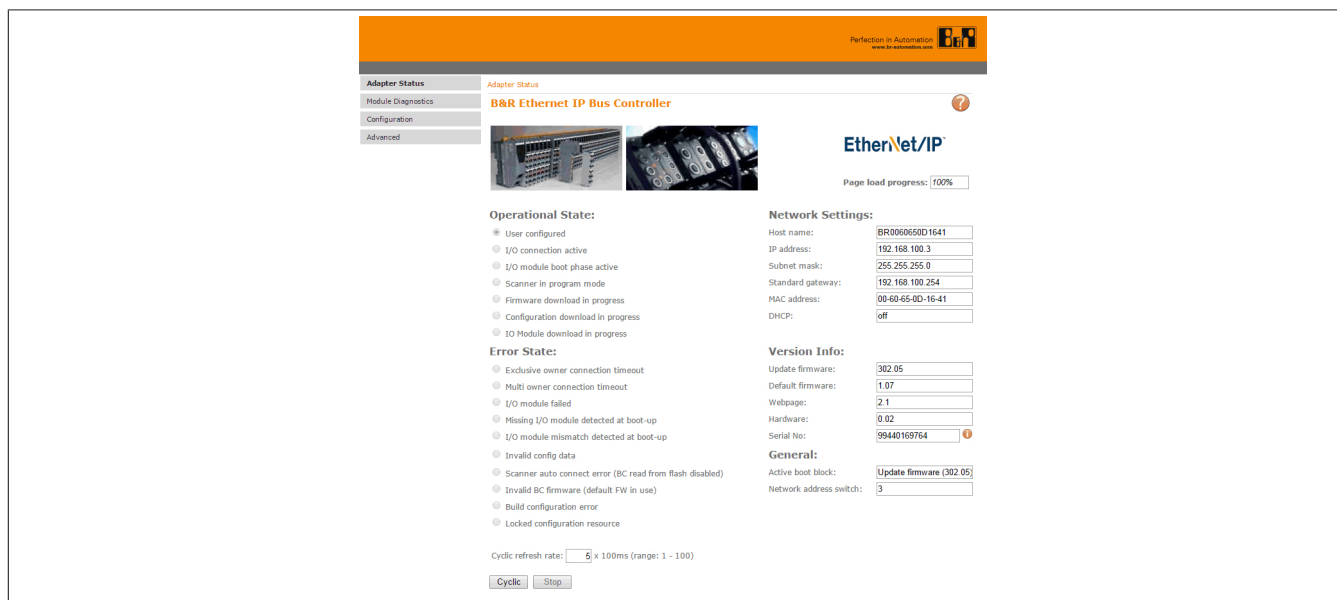 Perfection in Automation
www.br-automation.com
B&R
Adapter Status
Module Diagnostics
Configuration
Advanced
Adapter Status
B&R Ethernet IP Bus Controller
?
EtherNet/IP™
Page load progress: 100%
Operational State:
User configured
I/O connection active
I/O module boot phase active
Scanner in program mode
Firmware download in progress
Configuration download in progress
IO Module download in progress
Error State:
Exclusive owner connection timeout
Multi owner connection timeout
I/O module failed
Missing I/O module detected at boot-up
I/O module mismatch detected at boot-up
Invalid config data
Scanner auto connect error (BC read from flash disabled)
Invalid BC firmware (default FW in use)
Build configuration error
Locked configuration resource
Network Settings:
Host name: BR0060650D1641
IP address: 192.168.100.3
Subnet mask: 255.255.255.0
Standard gateway: 192.168.100.254
MAC address: 00-60-65-0D-16-41
DHCP: off
Version Info:
Update firmware: 302.05
Default firmware: 1.07
Webpage: 2.1
Hardware: 0.02
Serial No: 99440169764
General:
Active boot block: Update firmware (302.05)
Network address switch: 3
Cyclic refresh rate: 5 x 100ms (range: 1 - 100)
Cyclic Stop